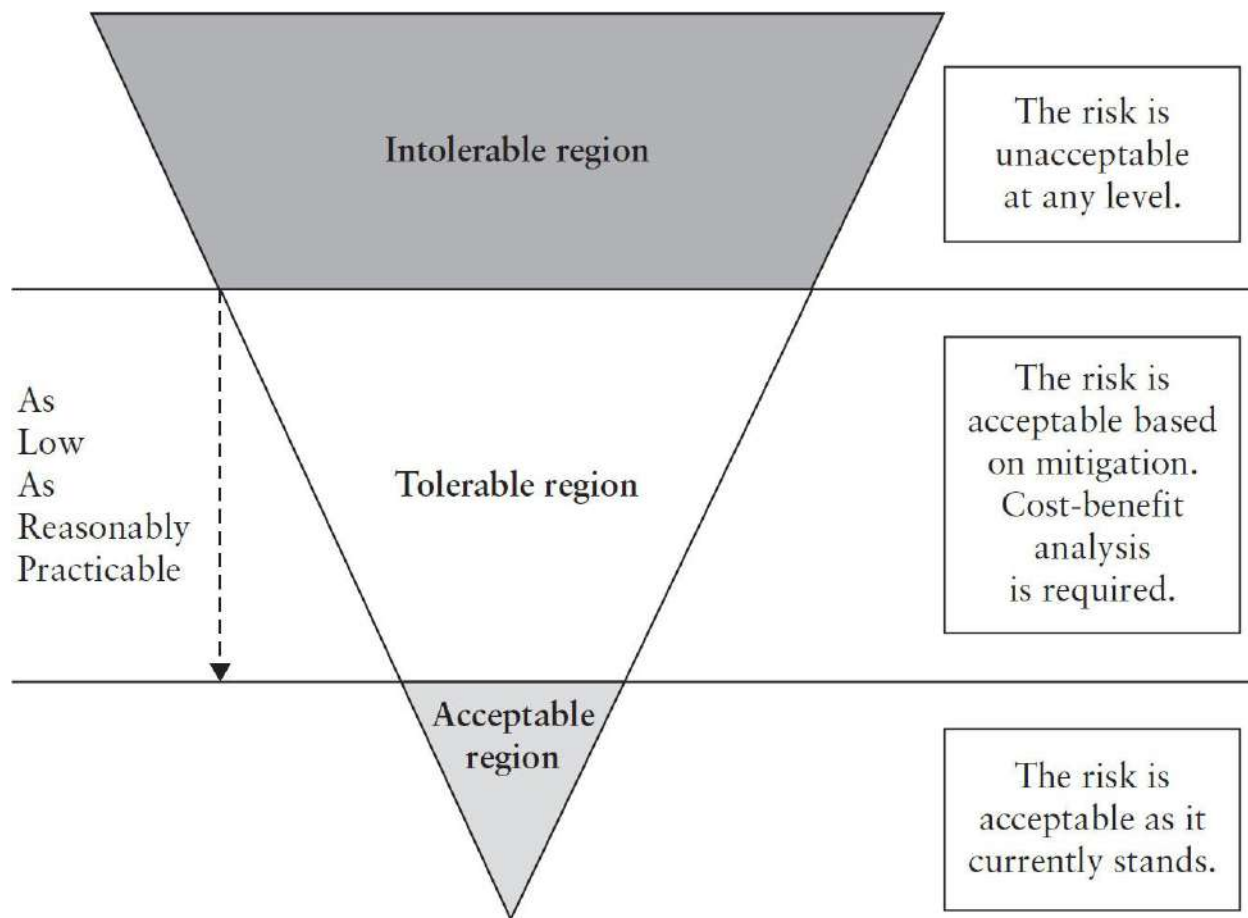 Intolerable region
The risk is
unacceptable
at any level.
As
Low
As
Reasonably
Practicable
Tolerable region
The risk is
acceptable based
on mitigation.
Cost-benefit
analysis
is required.
Acceptable
region
The risk is
acceptable as it
currently stands.